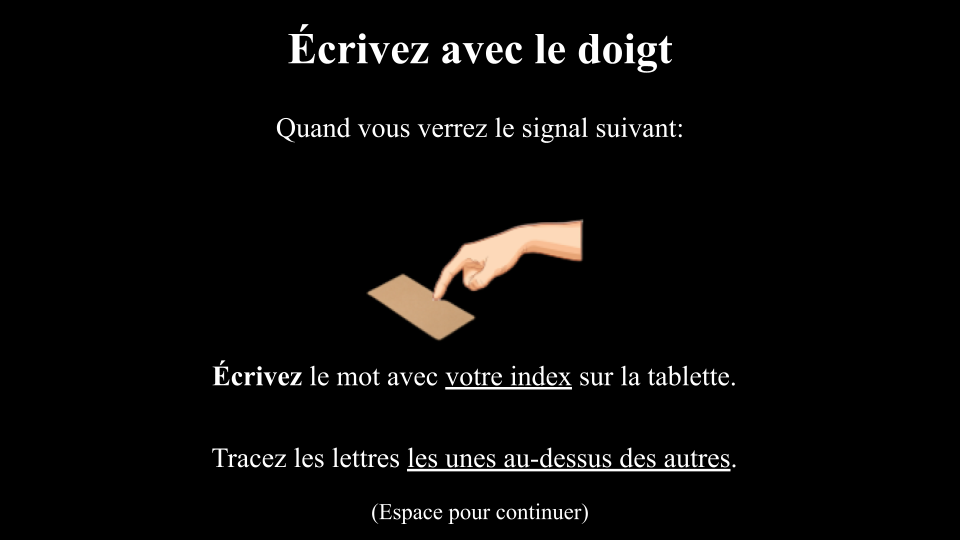 Écrivez avec le doigt
Quand vous verrez le signal suivant:
Écrivez le mot avec votre index sur la tablette.
Tracez les lettres les unes au-dessus des autres.
(Espace pour continuer)